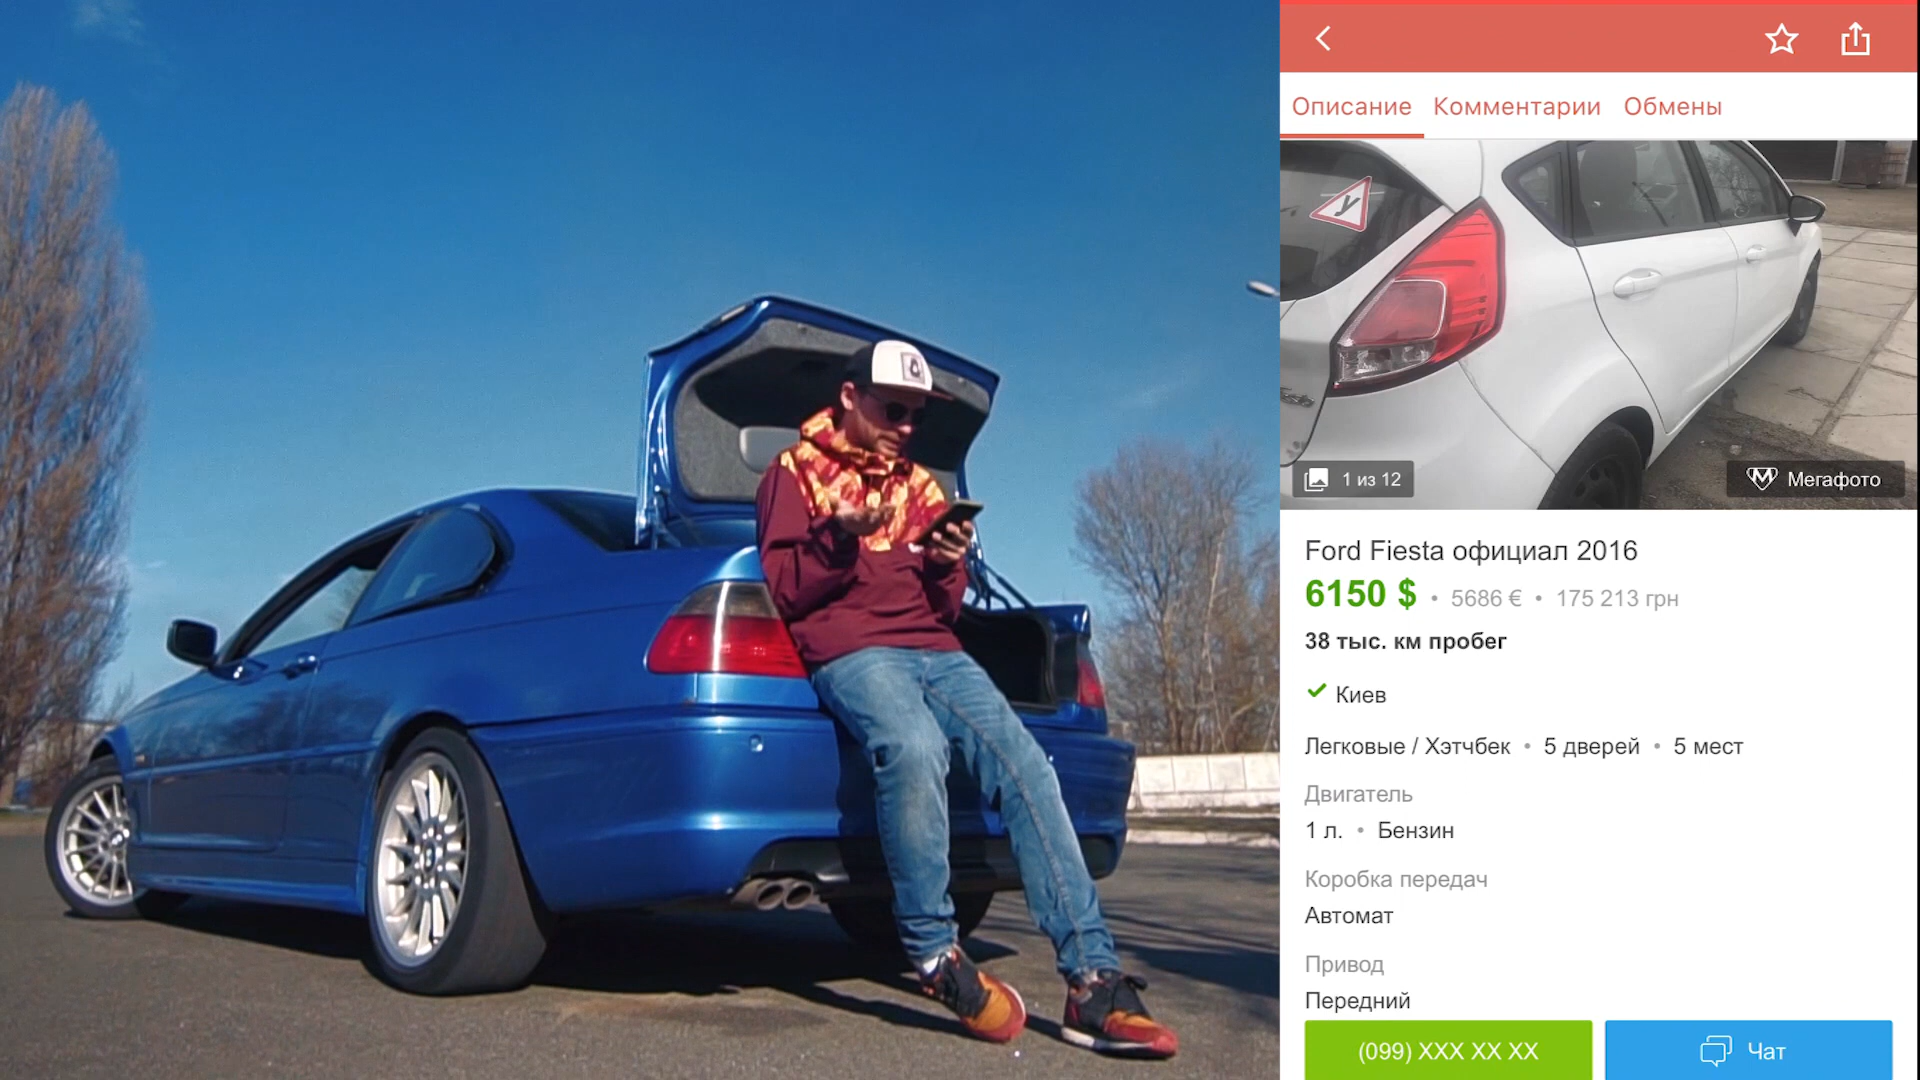 Описание Комментарии Обмены
У
1 из 12
Мегафото
Ford Fiesta официал 2016
6150 $ • 5686 € • 175 213 грн
38 тыс. км пробег
Киев
Легковые / Хэтчбек • 5 дверей • 5 мест
Двигатель
1 л. • Бензин
Коробка передач
Автомат
Привод
Передний
(099) XXX XX XX
Чат